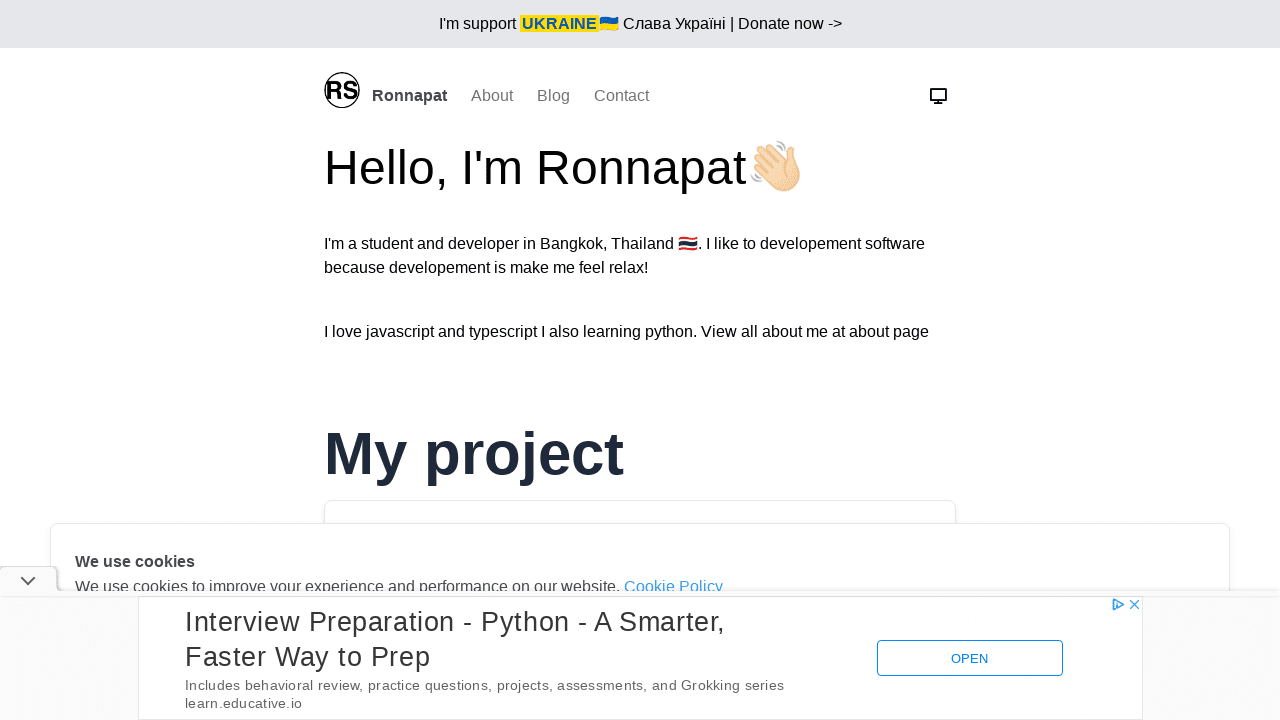 I'm support UKRAINE🇺🇦 Слава Україні | Donate now ->
RS Ronnapat About Blog Contact
Hello, I'm Ronnapat👋🏻
I'm a student and developer in Bangkok, Thailand 🇹🇭. I like to developement software
because developement is make me feel relax!
I love javascript and typescript I also learning python. View all about me at about page
My project
We use cookies
We use cookies to improve your experience and performance on our website. Cookie Policy
Interview Preparation - Python - A Smarter,
Faster Way to Prep
Includes behavioral review, practice questions, projects, assessments, and Grokking series
learn.educative.io
OPEN